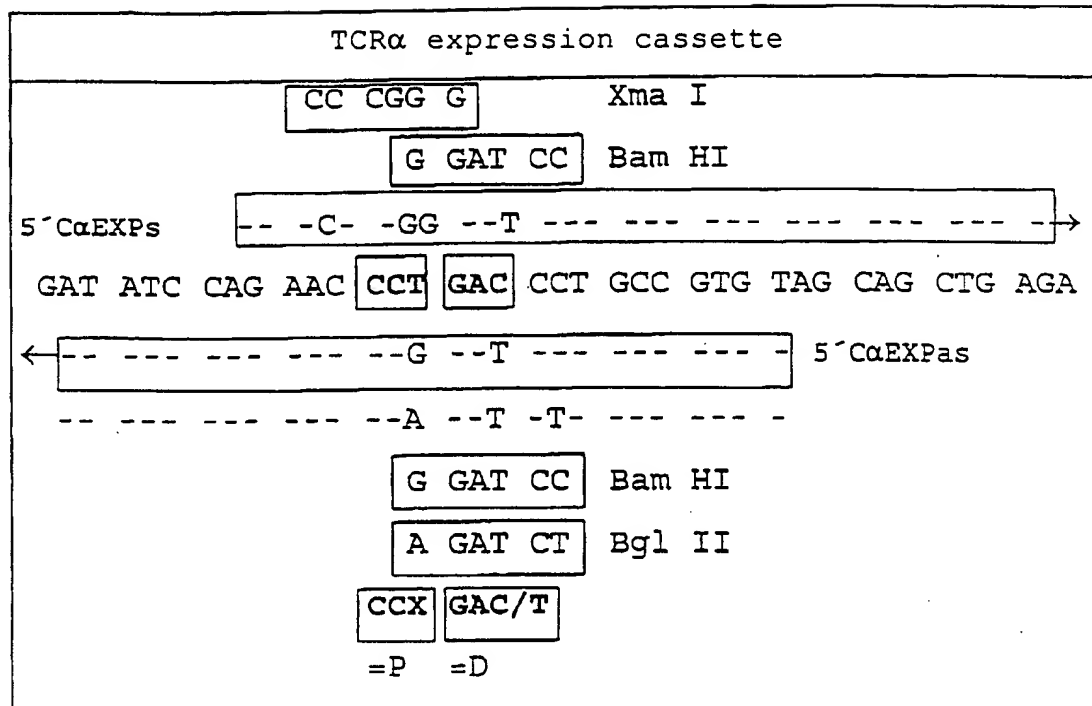 TCRα expression cassette
CC CGG G Xma I
G GAT CC Bam HI
5´CαEXPs -- -C- -GG --T --- --- --- --- --- --- ---
GAT ATC CAG AAC CCT GAC CCT GCC GTG TAG CAG CTG AGA
-- --- --- --- --G --T --- --- --- --- - 5´CαEXPas
-- --- --- --- --A --T -T- --- --- --- -
G GAT CC Bam HI
A GAT CT Bgl II
CCX GAC/T
=P =D